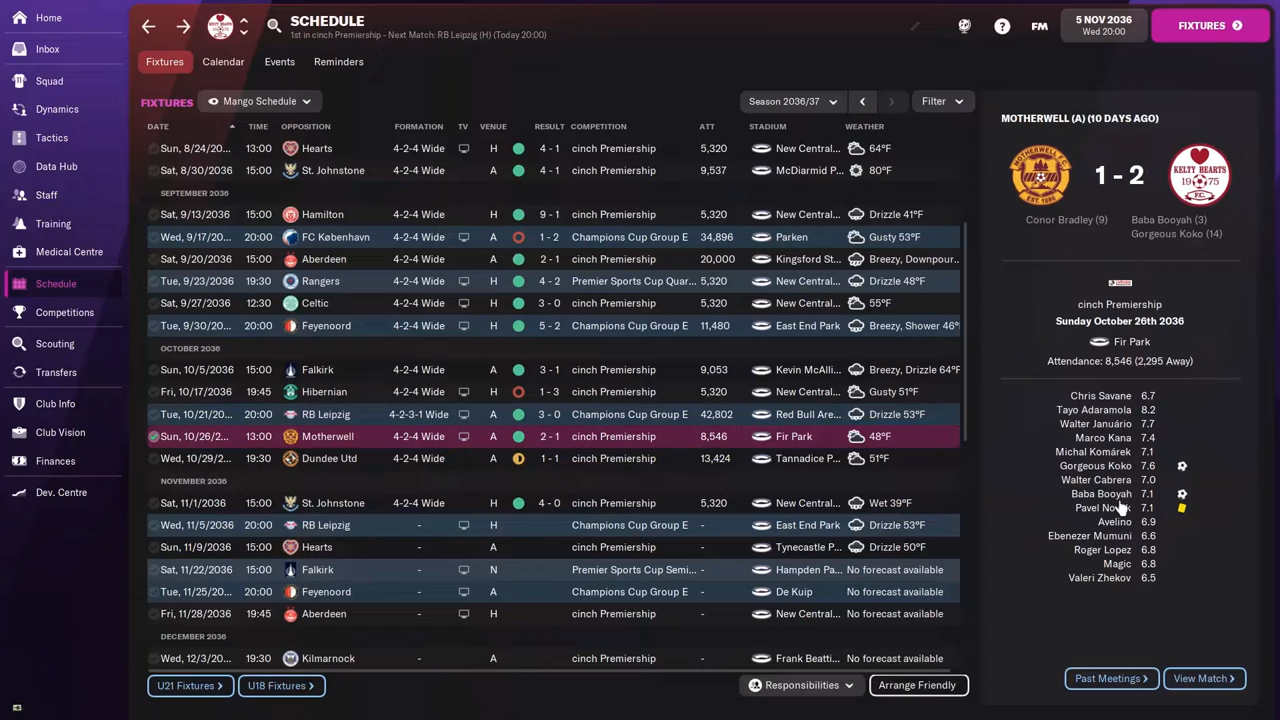 Home
Inbox
Squad
Dynamics
Tactics
Data Hub
Staff
Training
Medical Centre
Schedule
Competitions
Scouting
Transfers
Club Info
Club Vision
Finances
Dev. Centre
SCHEDULE
1st in cinch Premiership - Next Match: RB Leipzig (H) (Today 20:00)
FM
5 NOV 2036
Wed 20:00
FIXTURES
Fixtures Calendar Events Reminders
FIXTURES Mango Schedule Season 2036/37 Filter
DATE TIME OPPOSITION FORMATION TV VENUE RESULT COMPETITION ATT STADIUM WEATHER
Sun, 8/24/20... 13:00 Hearts 4-2-4 Wide H 4 - 1 cinch Premiership 5,320 New Central... 64°F
Sat, 8/30/2036 15:00 St. Johnstone 4-2-4 Wide A 4 - 1 cinch Premiership 9,537 McDiarmid P... 80°F
SEPTEMBER 2036
Sat, 9/13/2036 15:00 Hamilton 4-2-4 Wide H 9 - 1 cinch Premiership 5,320 New Central... Drizzle 41°F
Wed, 9/17/20... 20:00 FC København 4-2-4 Wide A 1 - 2 Champions Cup Group E 34,896 Parken Gusty 53°F
Sat, 9/20/2036 15:00 Aberdeen 4-2-4 Wide A 2 - 1 cinch Premiership 20,000 Kingsford St... Breezy, Downpour...
Tue, 9/23/2036 19:30 Rangers 4-2-4 Wide H 4 - 2 Premier Sports Cup Quar... 5,320 New Central... Drizzle 48°F
Sat, 9/27/2036 12:30 Celtic 4-2-4 Wide H 3 - 0 cinch Premiership 5,320 New Central... 55°F
Tue, 9/30/2036 20:00 Feyenoord 4-2-4 Wide H 5 - 2 Champions Cup Group E 11,480 East End Park Breezy, Shower 46°F
OCTOBER 2036
Sun, 10/5/2036 15:00 Falkirk 4-2-4 Wide A 3 - 1 cinch Premiership 9,053 Kevin McAlli... Breezy, Drizzle 64°F
Fri, 10/17/2036 19:45 Hibernian 4-2-4 Wide H 1 - 3 cinch Premiership 5,320 New Central... Gusty 51°F
Tue, 10/21/20... 20:00 RB Leipzig 4-2-3-1 Wide A 3 - 0 Champions Cup Group E 42,802 Red Bull Are... Drizzle 53°F
Sun, 10/26/2... 13:00 Motherwell 4-2-4 Wide A 2 - 1 cinch Premiership 8,546 Fir Park 48°F
Wed, 10/29/20... 19:30 Dundee Utd 4-2-4 Wide A 1 - 1 cinch Premiership 13,424 Tannadice P... 51°F
NOVEMBER 2036
Sat, 11/1/2036 15:00 St. Johnstone 4-2-4 Wide H 4 - 0 cinch Premiership 5,320 New Central... Wet 39°F
Wed, 11/5/2036 20:00 RB Leipzig - H Champions Cup Group E -- East End Park Drizzle 53°F
Sun, 11/9/2036 15:00 Hearts - A cinch Premiership -- Tynecastle P... Drizzle 50°F
Sat, 11/22/2036 15:00 Falkirk - N Premier Sports Cup Semi... -- Hampden Pa... No forecast available
Tue, 11/25/2036 20:00 Feyenoord - A Champions Cup Group E -- De Kuip No forecast available
Fri, 11/28/2036 19:45 Aberdeen - H cinch Premiership -- New Central... No forecast available
DECEMBER 2036
Wed, 12/3/20... 19:30 Kilmarnock - A cinch Premiership -- Frank Beatti... No forecast available
U21 Fixtures U18 Fixtures Responsibilities Arrange Friendly
MOTHERWELL (A) (10 DAYS AGO)
MOTHERWELL F.C.
1 - 2
KELTY HEARTS 1975 F.C.
Conor Bradley (9) Baba Booyah (3)
Gorgeous Koko (14)
cinch Premiership
Sunday October 26th 2036
Fir Park
Attendance: 8,546 (2,295 Away)
Chris Savane 6.7
Tayo Adaramola 8.2
Walter Januário 7.7
Marco Kana 7.4
Michal Komárek 7.1
Gorgeous Koko 7.6
Walter Cabrera 7.0
Baba Booyah 7.1
Pavel 7.1
Avelino 6.9
Ebenezer Mumuni 6.6
Roger Lopez 6.8
Magic 6.8
Valeri Zhekov 6.5
Past Meetings View Match